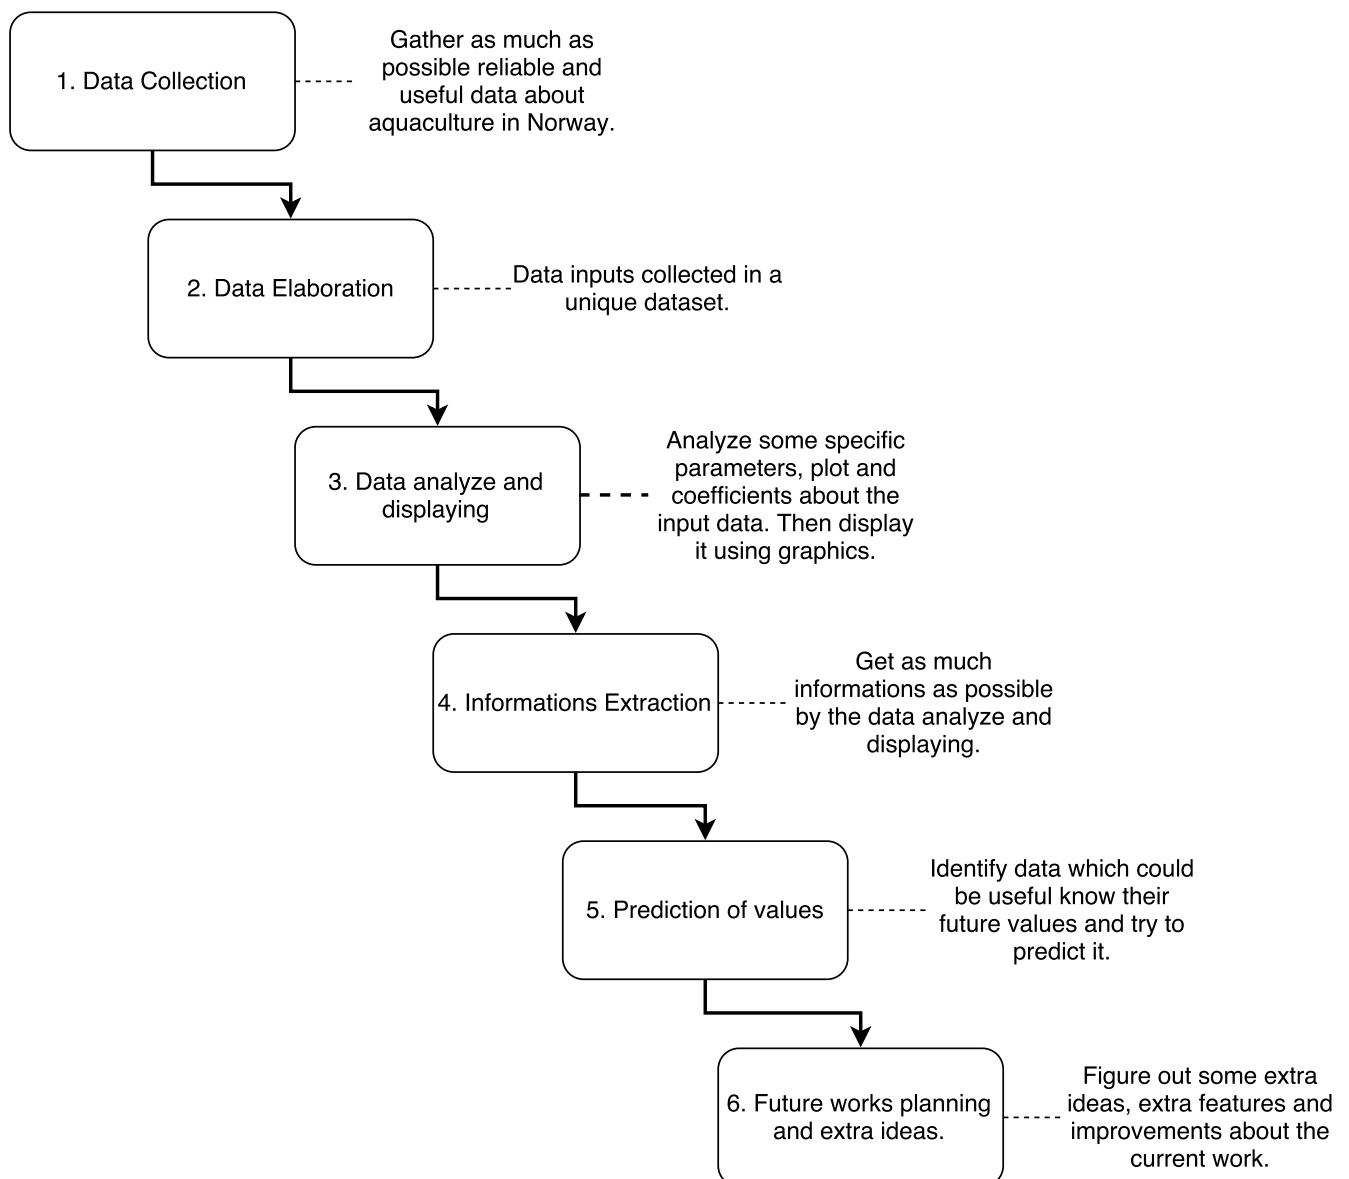 1. Data Collection
Gather as much as
possible reliable and
useful data about
aquaculture in Norway.
2. Data Elaboration
Data inputs collected in a
unique dataset.
3. Data analyze and
displaying
Analyze some specific
parameters, plot and
coefficients about the
input data. Then display
it using graphics.
4. Informations Extraction
Get as much
informations as possible
by the data analyze and
displaying.
5. Prediction of values
Identify data which could
be useful know their
future values and try to
predict it.
6. Future works planning
and extra ideas.
Figure out some extra
ideas, extra features and
improvements about the
current work.